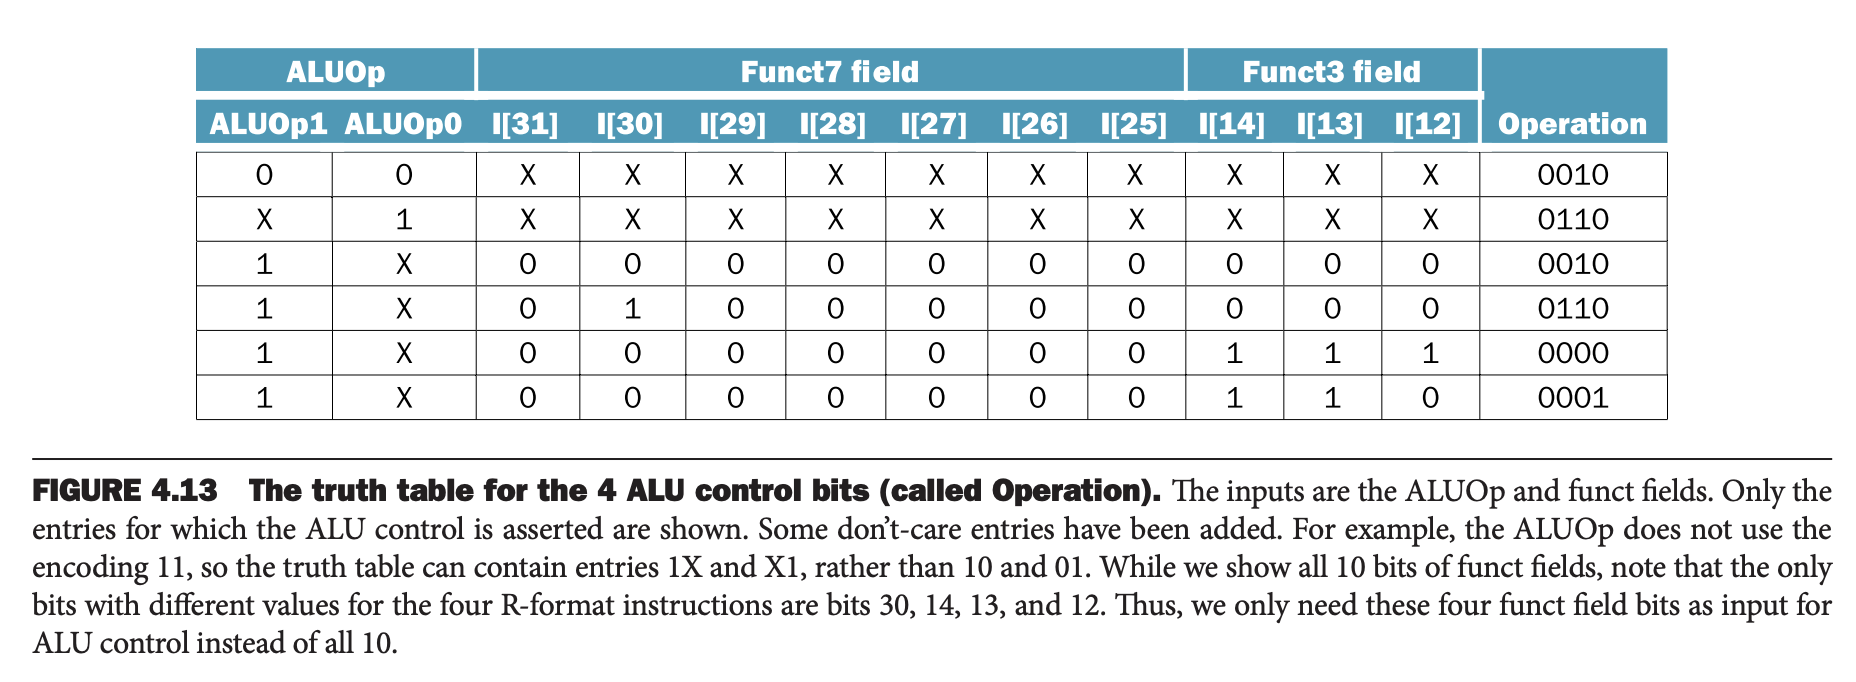 ALUOp Funct7 field Funct3 field
ALUOp1 ALUOp0 I[31] I[30] I[29] I[28] I[27] I[26] I[25] I[14] I[13] I[12] Operation
0 0 X X X X X X X X X X 0010
X 1 X X X X X X X X X X 0110
1 X 0 0 0 0 0 0 0 0 0 0 0010
1 X 0 1 0 0 0 0 0 0 0 0 0110
1 X 0 0 0 0 0 0 0 1 1 1 0000
1 X 0 0 0 0 0 0 0 1 1 0 0001
FIGURE 4.13 The truth table for the 4 ALU control bits (called Operation). The inputs are the ALUOp and funct fields. Only the
entries for which the ALU control is asserted are shown. Some don’t-care entries have been added. For example, the ALUOp does not use the
encoding 11, so the truth table can contain entries 1X and X1, rather than 10 and 01. While we show all 10 bits of funct fields, note that the only
bits with different values for the four R-format instructions are bits 30, 14, 13, and 12. Thus, we only need these four funct field bits as input for
ALU control instead of all 10.